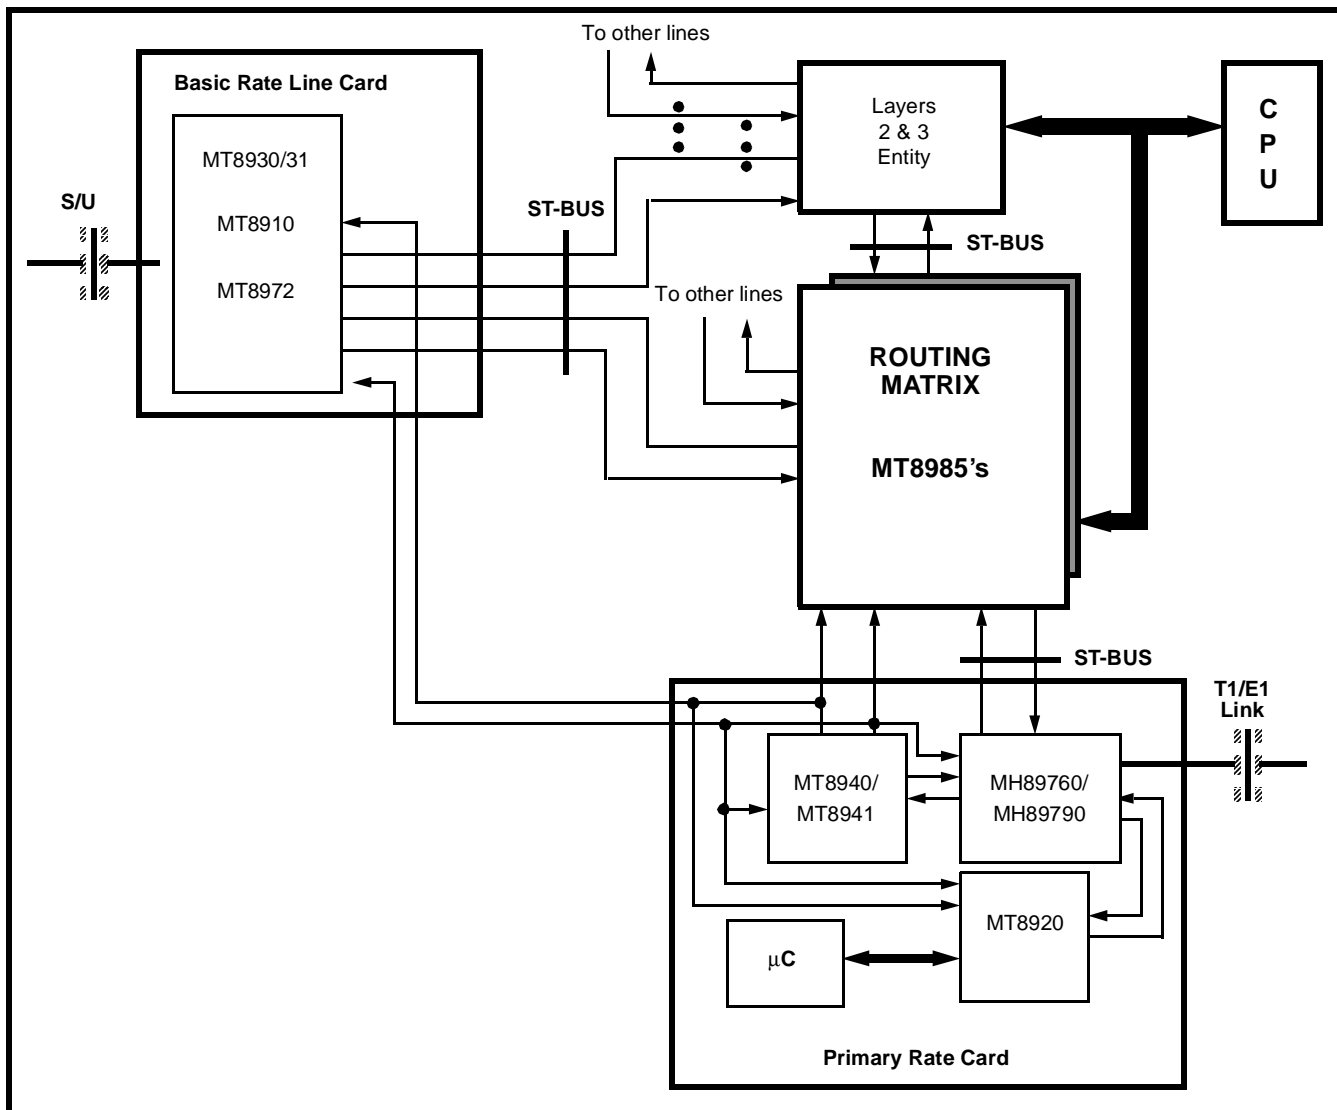 To other lines
Basic Rate Line Card
MT8930/31
MT8910
MT8972
S/U
ST-BUS
Layers
2 & 3
Entity
C
P
U
ST-BUS
To other lines
ROUTING
MATRIX
MT8985’s
ST-BUS
T1/E1
Link
MT8940/
MT8941
MH89760/
MH89790
MT8920
µC
Primary Rate Card